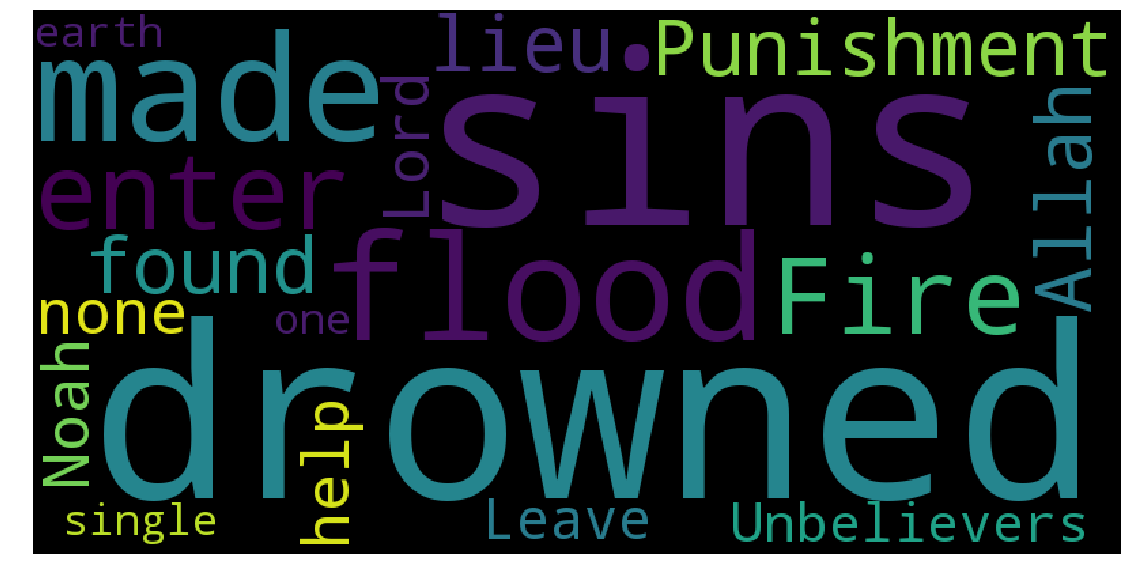 earth
lieu.
Punishment
made
Lord
sins
Allah
enter
found
flood
Fire
none
one
Noah
drowned
help
single
Leave
Unbelievers